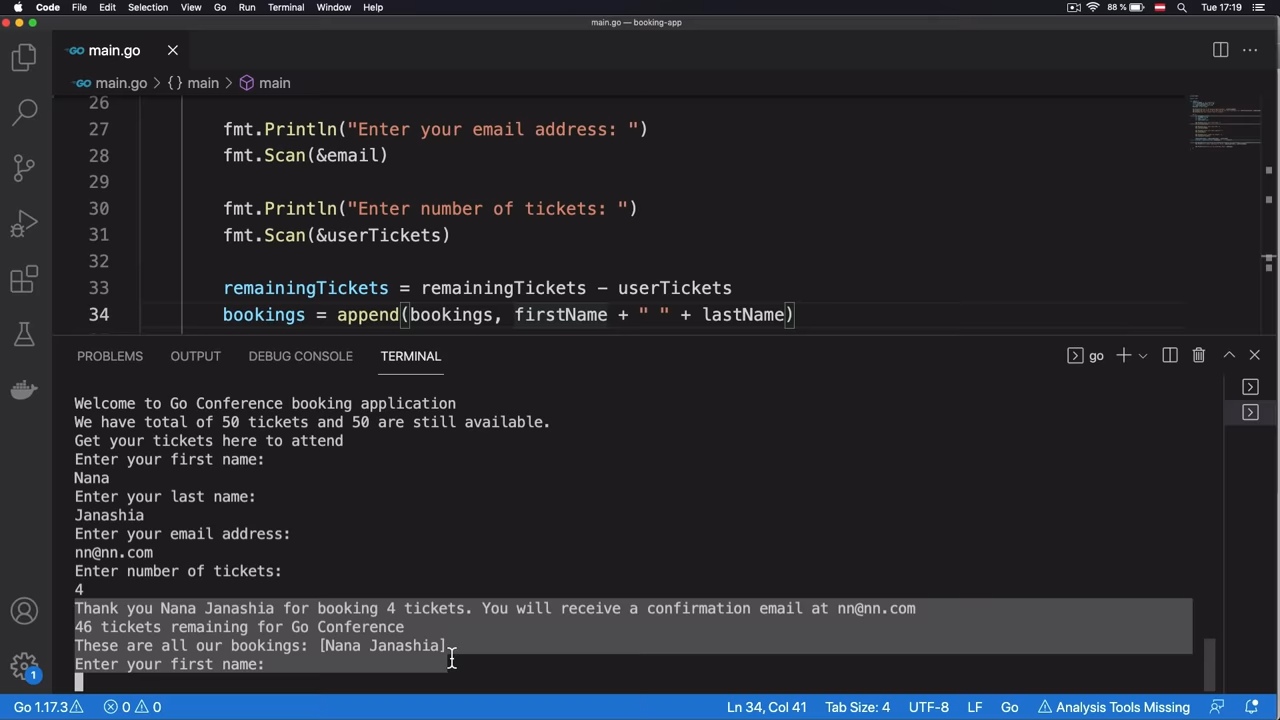 Code File Edit Selection View Go Run Terminal Window Help 88 % Tue 17:19
main.go — booking-app
main.go
main.go > {} main > main
26
27 fmt.Println("Enter your email address: ")
28 fmt.Scan(&email)
29
30 fmt.Println("Enter number of tickets: ")
31 fmt.Scan(&userTickets)
32
33 remainingTickets = remainingTickets - userTickets
34 bookings = append(bookings, firstName + " " + lastName)
PROBLEMS OUTPUT DEBUG CONSOLE TERMINAL go
Welcome to Go Conference booking application
We have total of 50 tickets and 50 are still available.
Get your tickets here to attend
Enter your first name:
Nana
Enter your last name:
Janashia
Enter your email address:
nn@nn.com
Enter number of tickets:
4
Thank you Nana Janashia for booking 4 tickets. You will receive a confirmation email at nn@nn.com
46 tickets remaining for Go Conference
These are all our bookings: [Nana Janashia]
Enter your first name:
1
Go 1.17.3 0 0 Ln 34, Col 41 Tab Size: 4 UTF-8 LF Go Analysis Tools Missing